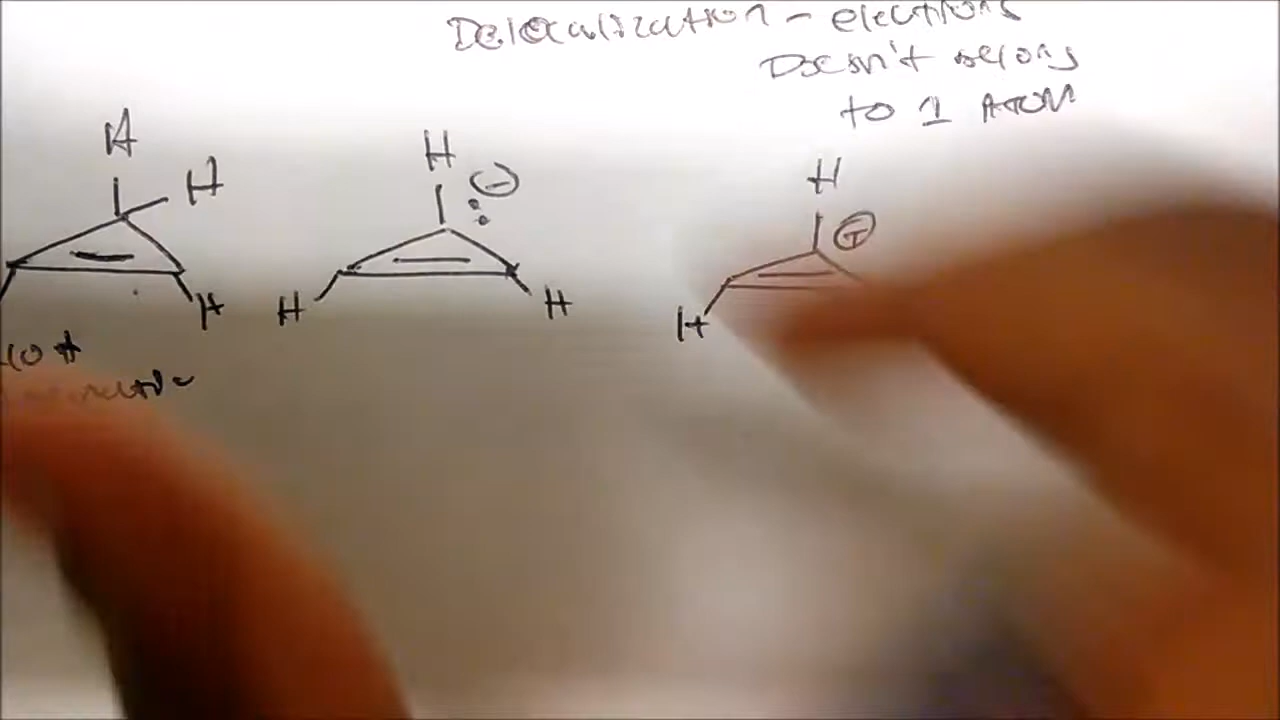 Delocalization - electrons
Doesn't belong
to 1 Atom
H
H
H
H
H
H
⊖
:
H
⊕
H